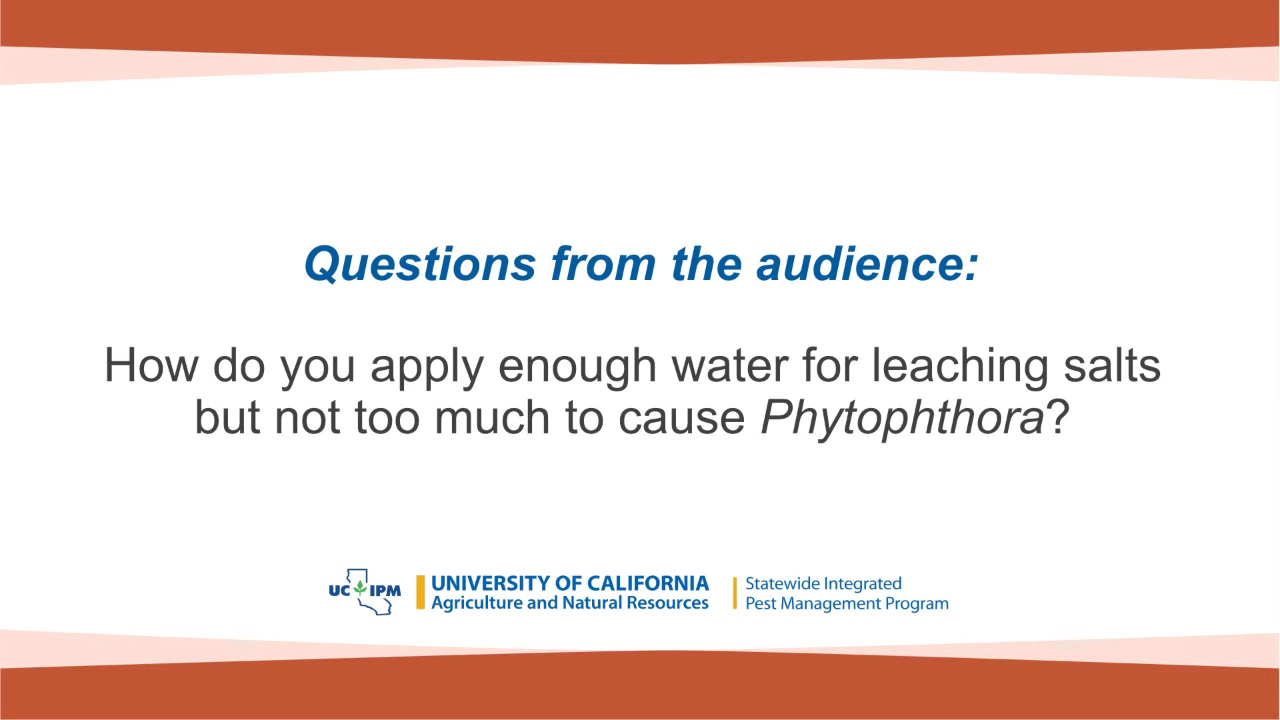 Questions from the audience:
How do you apply enough water for leaching salts
but not too much to cause Phytophthora?
UC IPM
UNIVERSITY OF CALIFORNIA
Agriculture and Natural Resources
Statewide Integrated
Pest Management Program